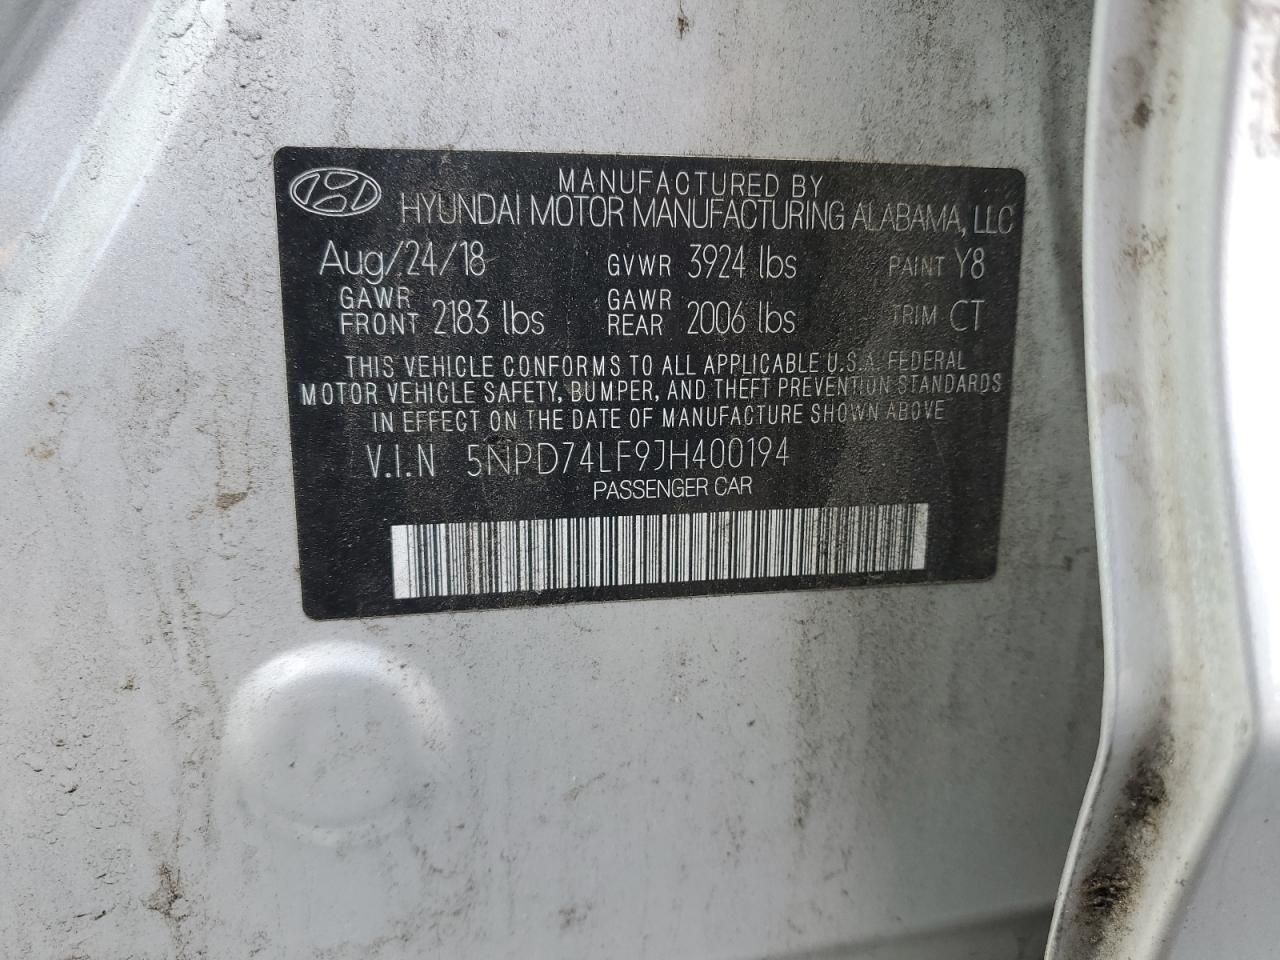 MANUFACTURED BY
HYUNDAI MOTOR MANUFACTURING ALABAMA, LLC
Aug/24/18 GVWR 3924 lbs PAINT Y8
GAWR FRONT 2183 lbs GAWR REAR 2006 lbs TRIM CT
THIS VEHICLE CONFORMS TO ALL APPLICABLE U.S.A. FEDERAL
MOTOR VEHICLE SAFETY, BUMPER, AND THEFT PREVENTION STANDARDS
IN EFFECT ON THE DATE OF MANUFACTURE SHOWN ABOVE
V.I.N 5NPD74LF9JH400194
PASSENGER CAR